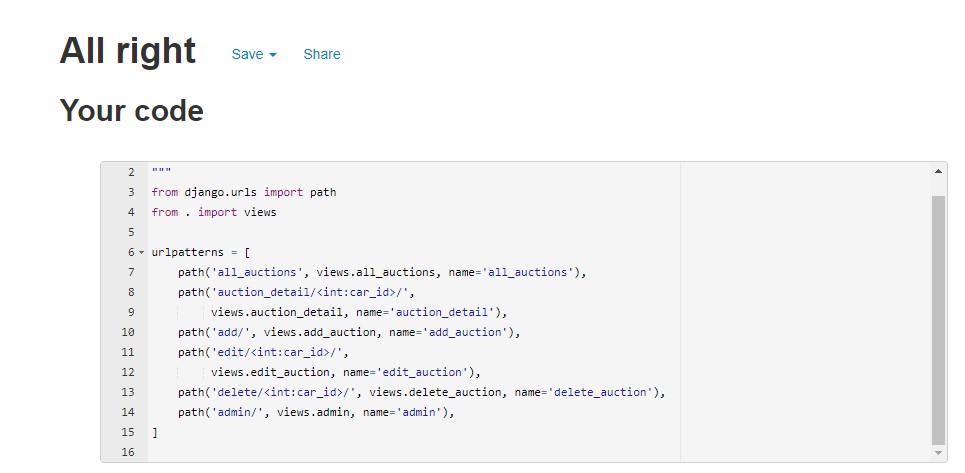 All right Save Share
Your code
2 """
3 from django.urls import path
4 from . import views
5
6 urlpatterns = [
7     path('all_auctions', views.all_auctions, name='all_auctions'),
8     path('auction_detail/<int:car_id>/',
9          views.auction_detail, name='auction_detail'),
10     path('add/', views.add_auction, name='add_auction'),
11     path('edit/<int:car_id>/',
12          views.edit_auction, name='edit_auction'),
13     path('delete/<int:car_id>/', views.delete_auction, name='delete_auction'),
14     path('admin/', views.admin, name='admin'),
15 ]
16